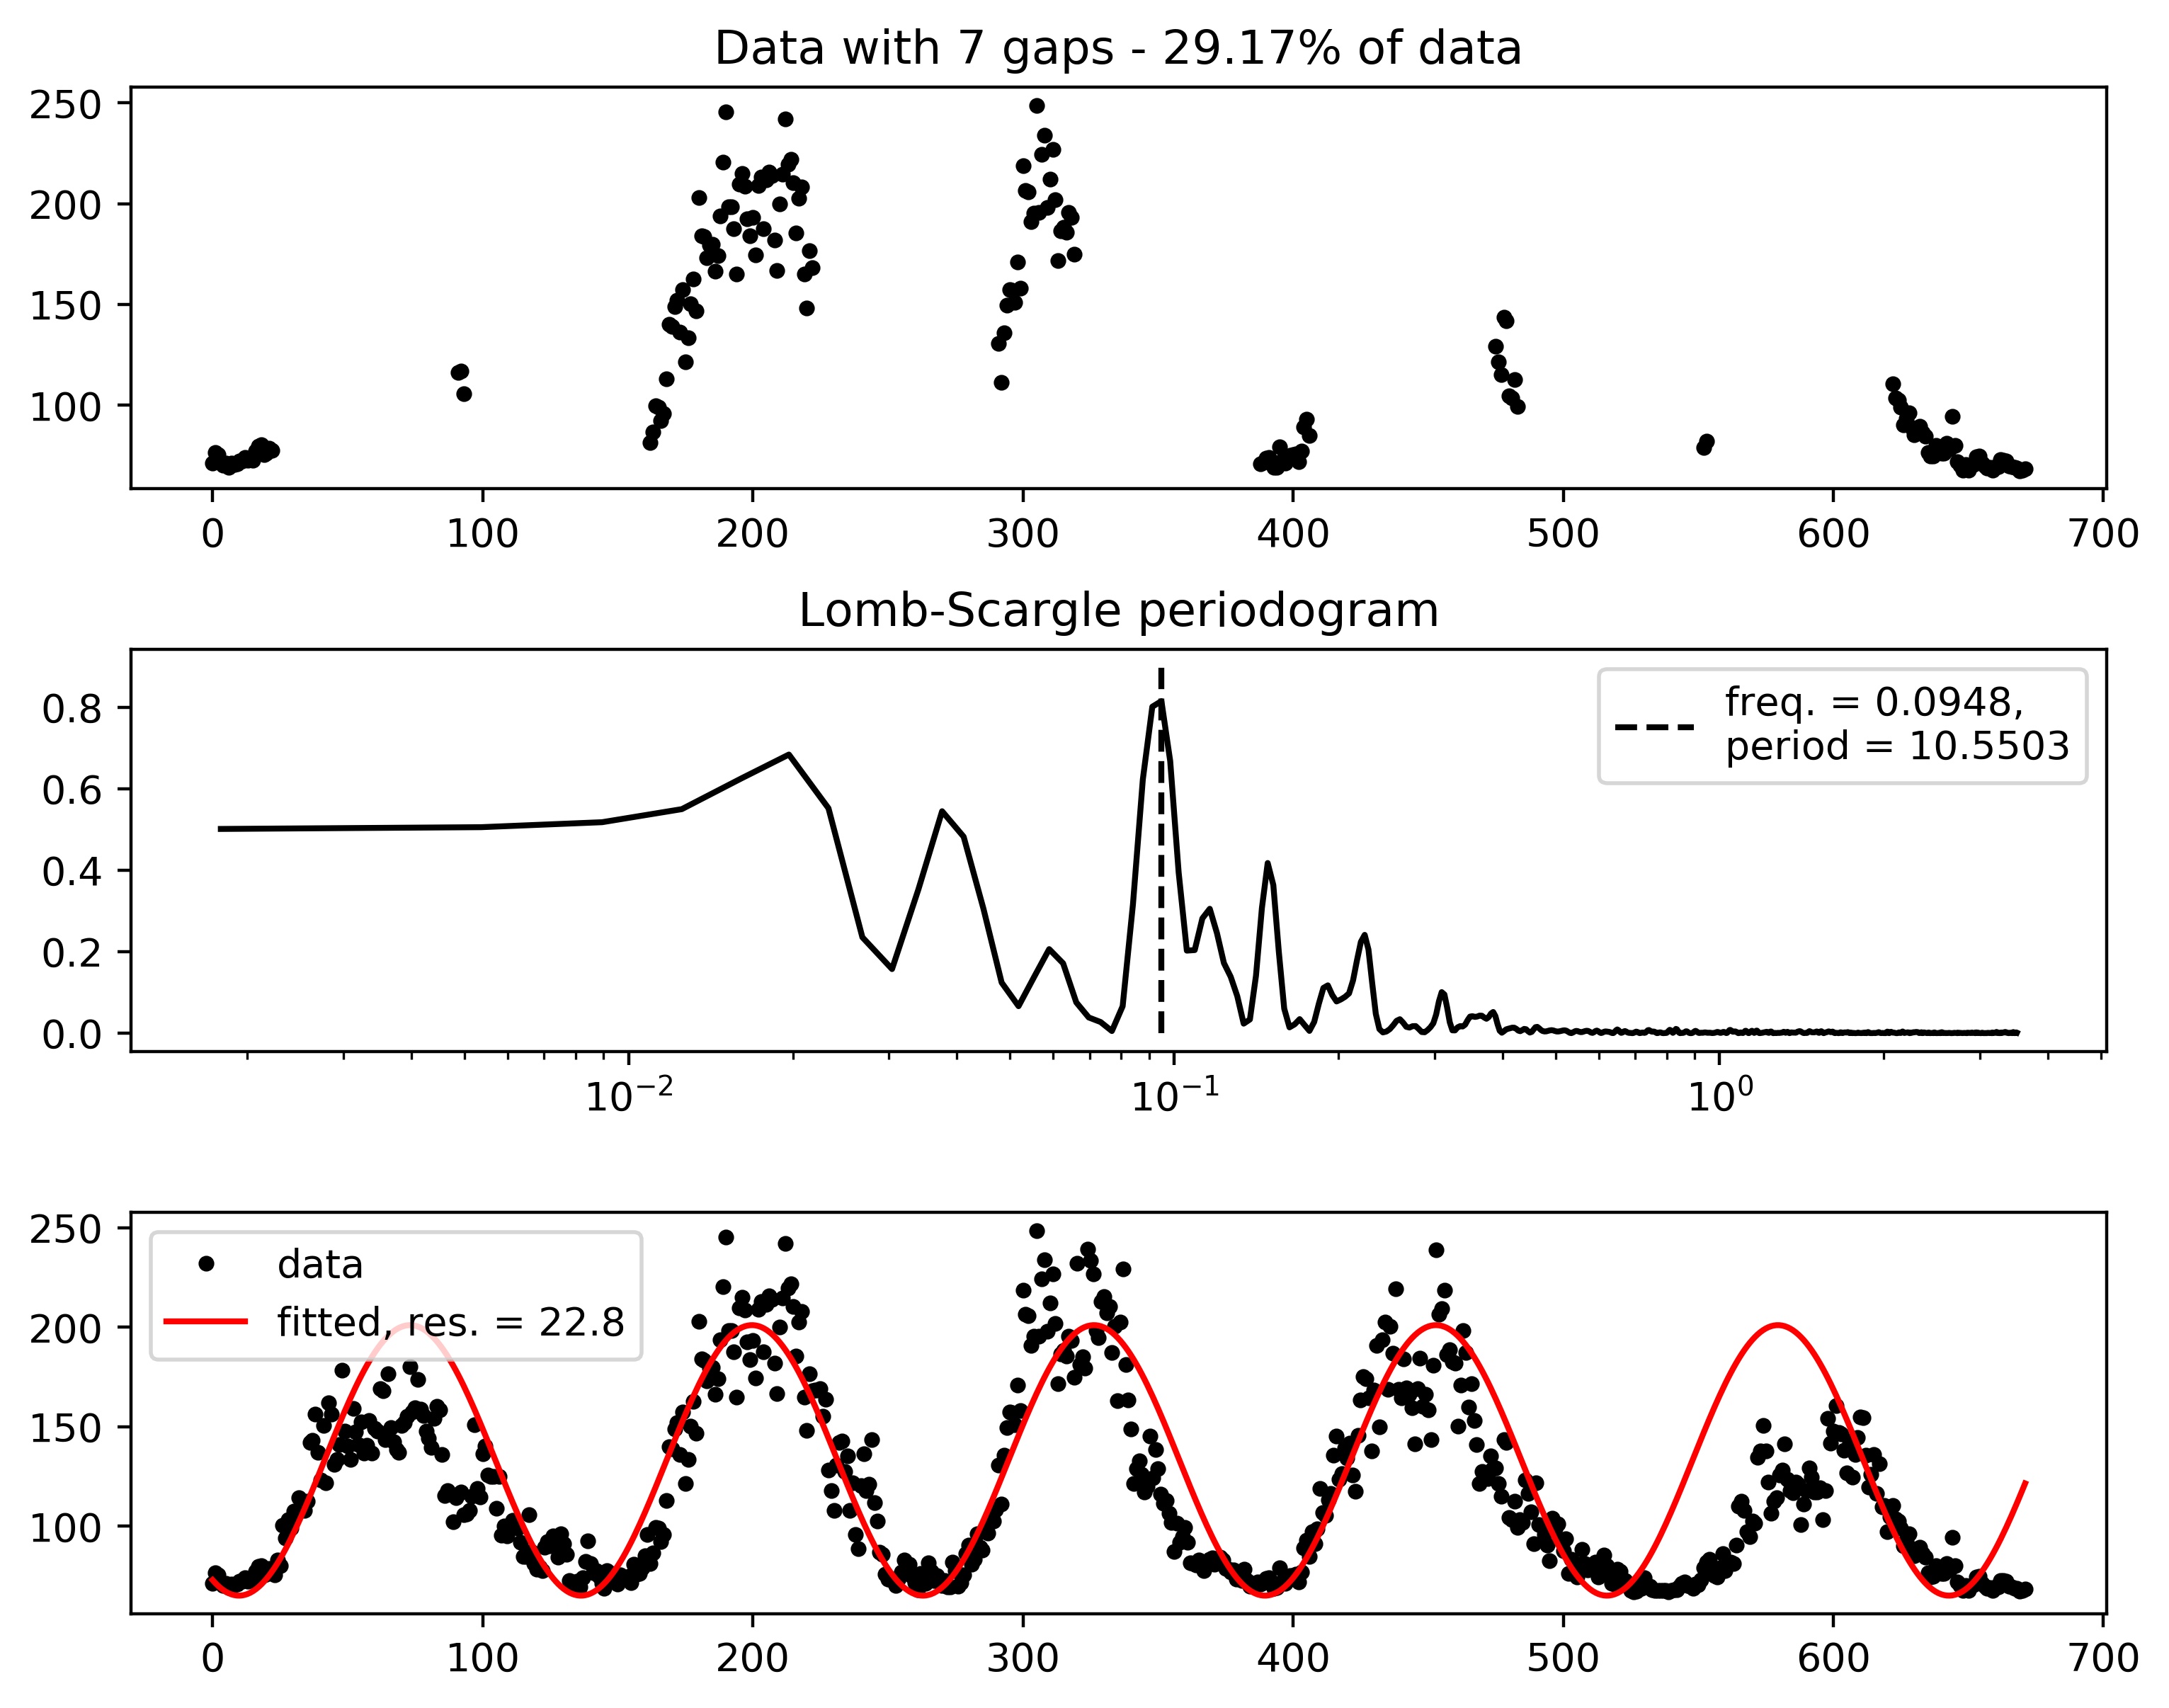 Data with 7 gaps - 29.17% of data
250
200
150
100
0 100 200 300 400 500 600 700
Lomb-Scargle periodogram
0.8
0.6
0.4
0.2
0.0
freq. = 0.0948,
period = 10.5503
10⁻² 10⁻¹ 10⁰
250
200
150
100
data
fitted, res. = 22.8
0 100 200 300 400 500 600 700